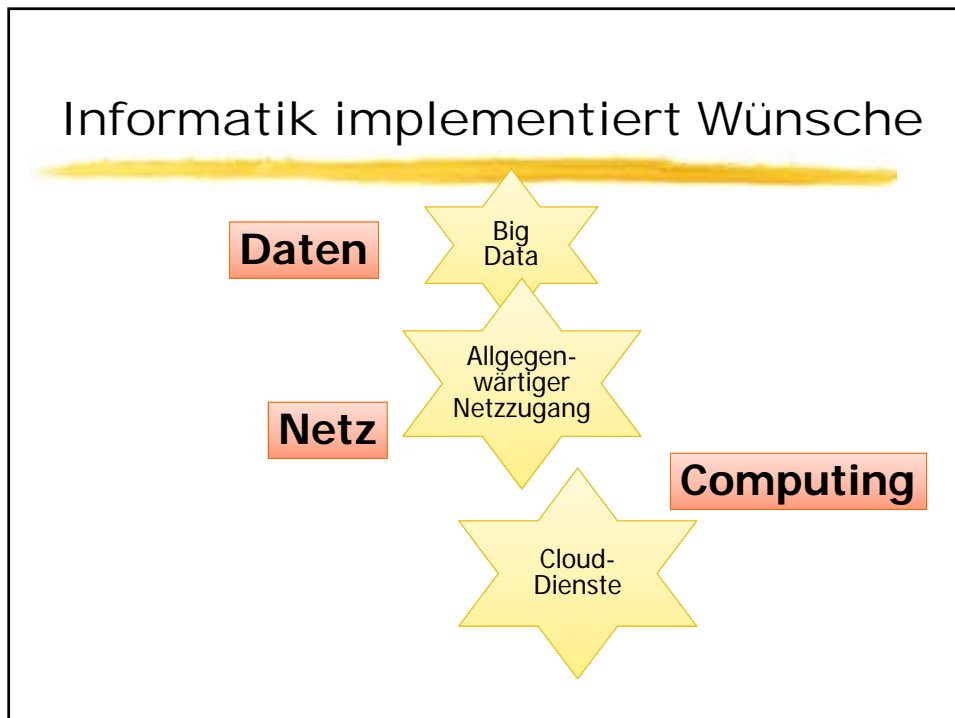 Informatik implementiert Wünsche
Big
Data
Daten
Allgegen-
wärtiger
Netzzugang
Netz
Computing
Cloud-
Dienste